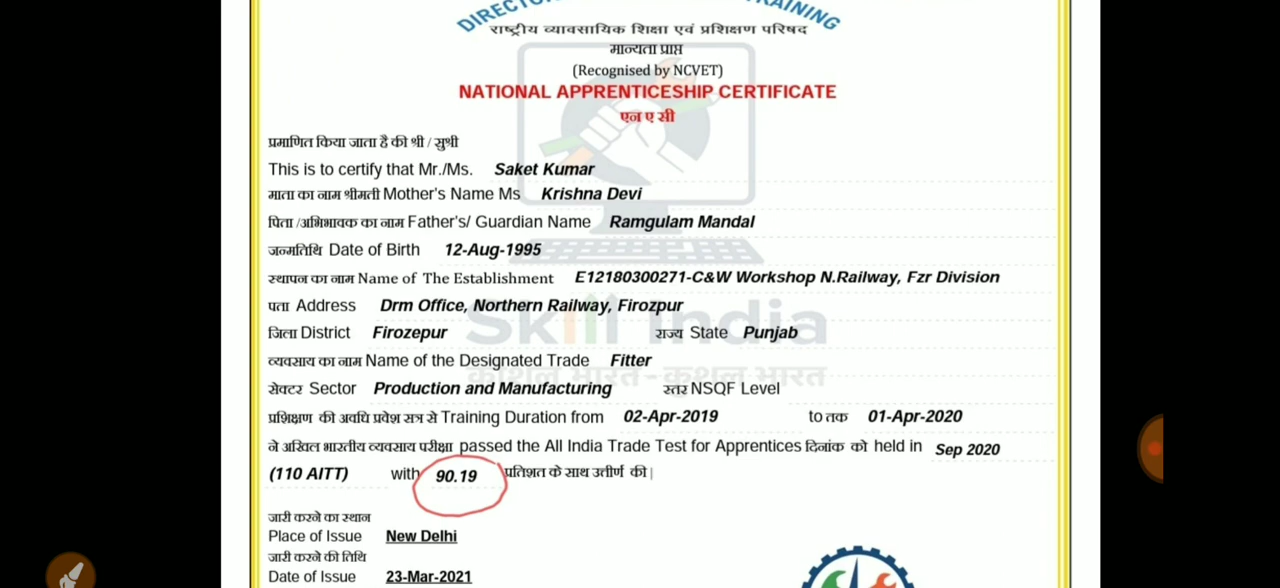 TRAINING
राष्ट्रीय व्यावसायिक शिक्षा एवं प्रशिक्षण परिषद
मान्यता प्राप्त
(Recognised by NCVET)
NATIONAL APPRENTICESHIP CERTIFICATE
एन ए सी
प्रमाणित किया जाता है की श्री / सुश्री
This is to certify that Mr./Ms. Saket Kumar
माता का नाम श्रीमती Mother's Name Ms Krishna Devi
पिता /अभिभावक का नाम Father's/ Guardian Name Ramgulam Mandal
जन्मतिथि Date of Birth 12-Aug-1995
स्थापन का नाम Name of The Establishment E12180300271-C&W Workshop N.Railway, Fzr Division
पता Address Drm Office, Northern Railway, Firozpur
Skill India
जिला District Firozepur राज्य State Punjab
व्यवसाय का नाम Name of the Designated Trade Fitter
कौशल भारत - कुशल भारत
सेक्टर Sector Production and Manufacturing स्तर NSQF Level
प्रशिक्षण की अवधि प्रवेश सत्र से Training Duration from 02-Apr-2019 to तक 01-Apr-2020
ने अखिल भारतीय व्यवसाय परीक्षा passed the All India Trade Test for Apprentices दिनांक को held in Sep 2020
(110 AITT) with 90.19 प्रतिशत के साथ उत्तीर्ण की |
जारी करने का स्थान
Place of Issue New Delhi
जारी करने की तिथि
Date of Issue 23-Mar-2021